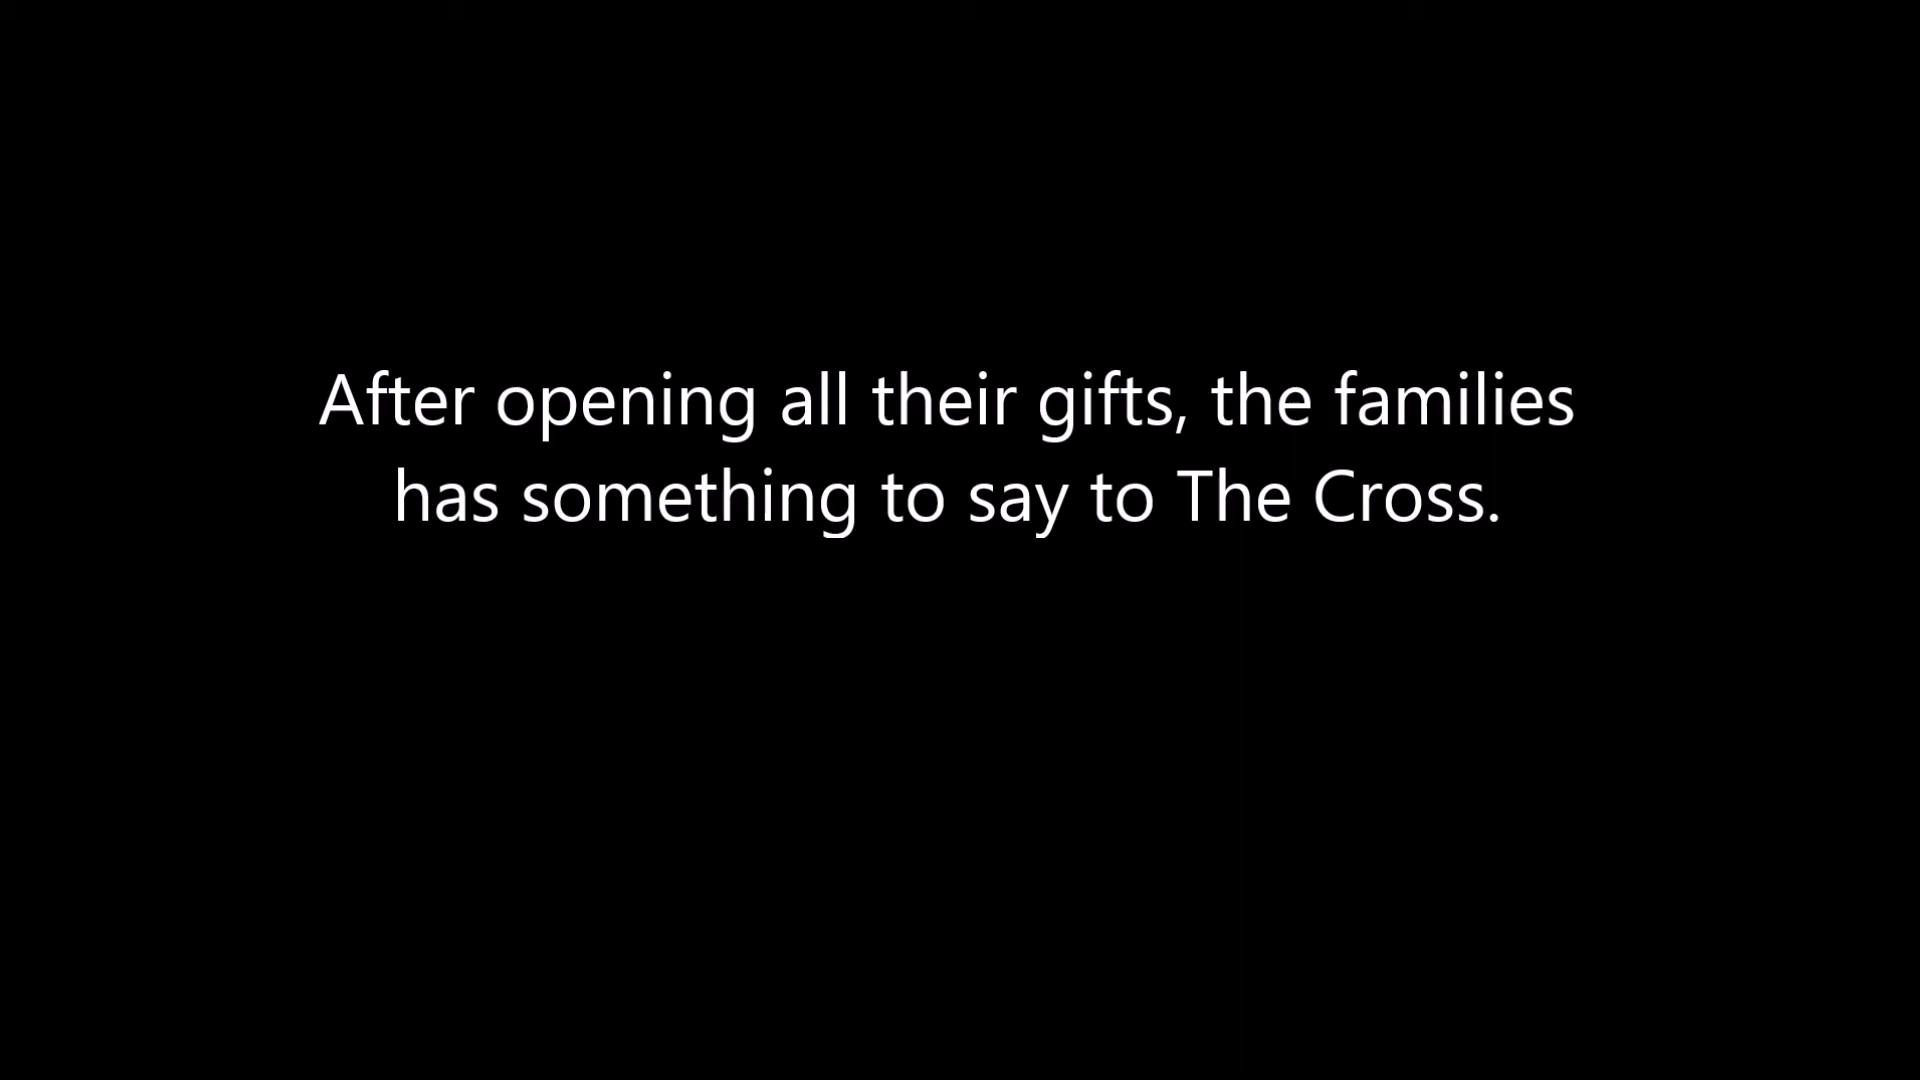 After opening all their gifts, the families
has something to say to The Cross.